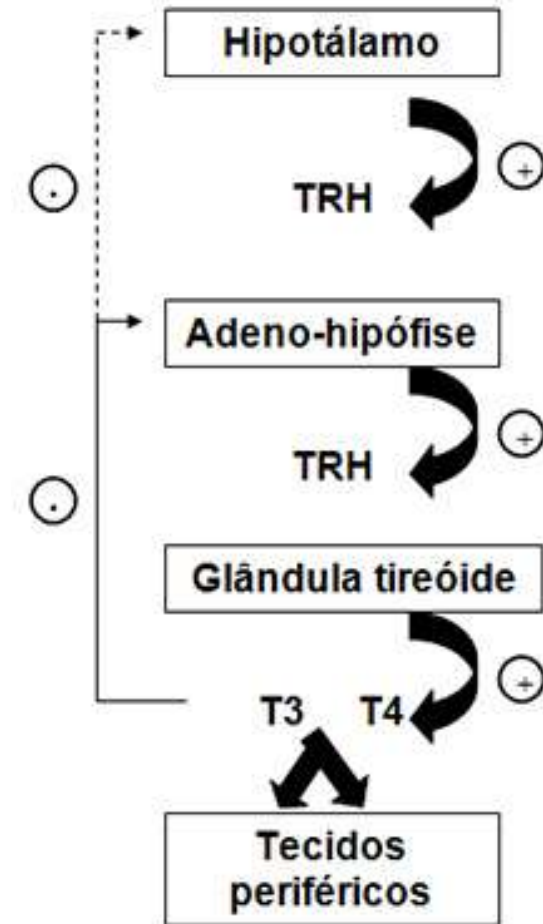 Hipotálamo
+
TRH
.
Adeno-hipófise
+
TRH
.
Glândula tireóide
+
T3 T4
Tecidos
periféricos